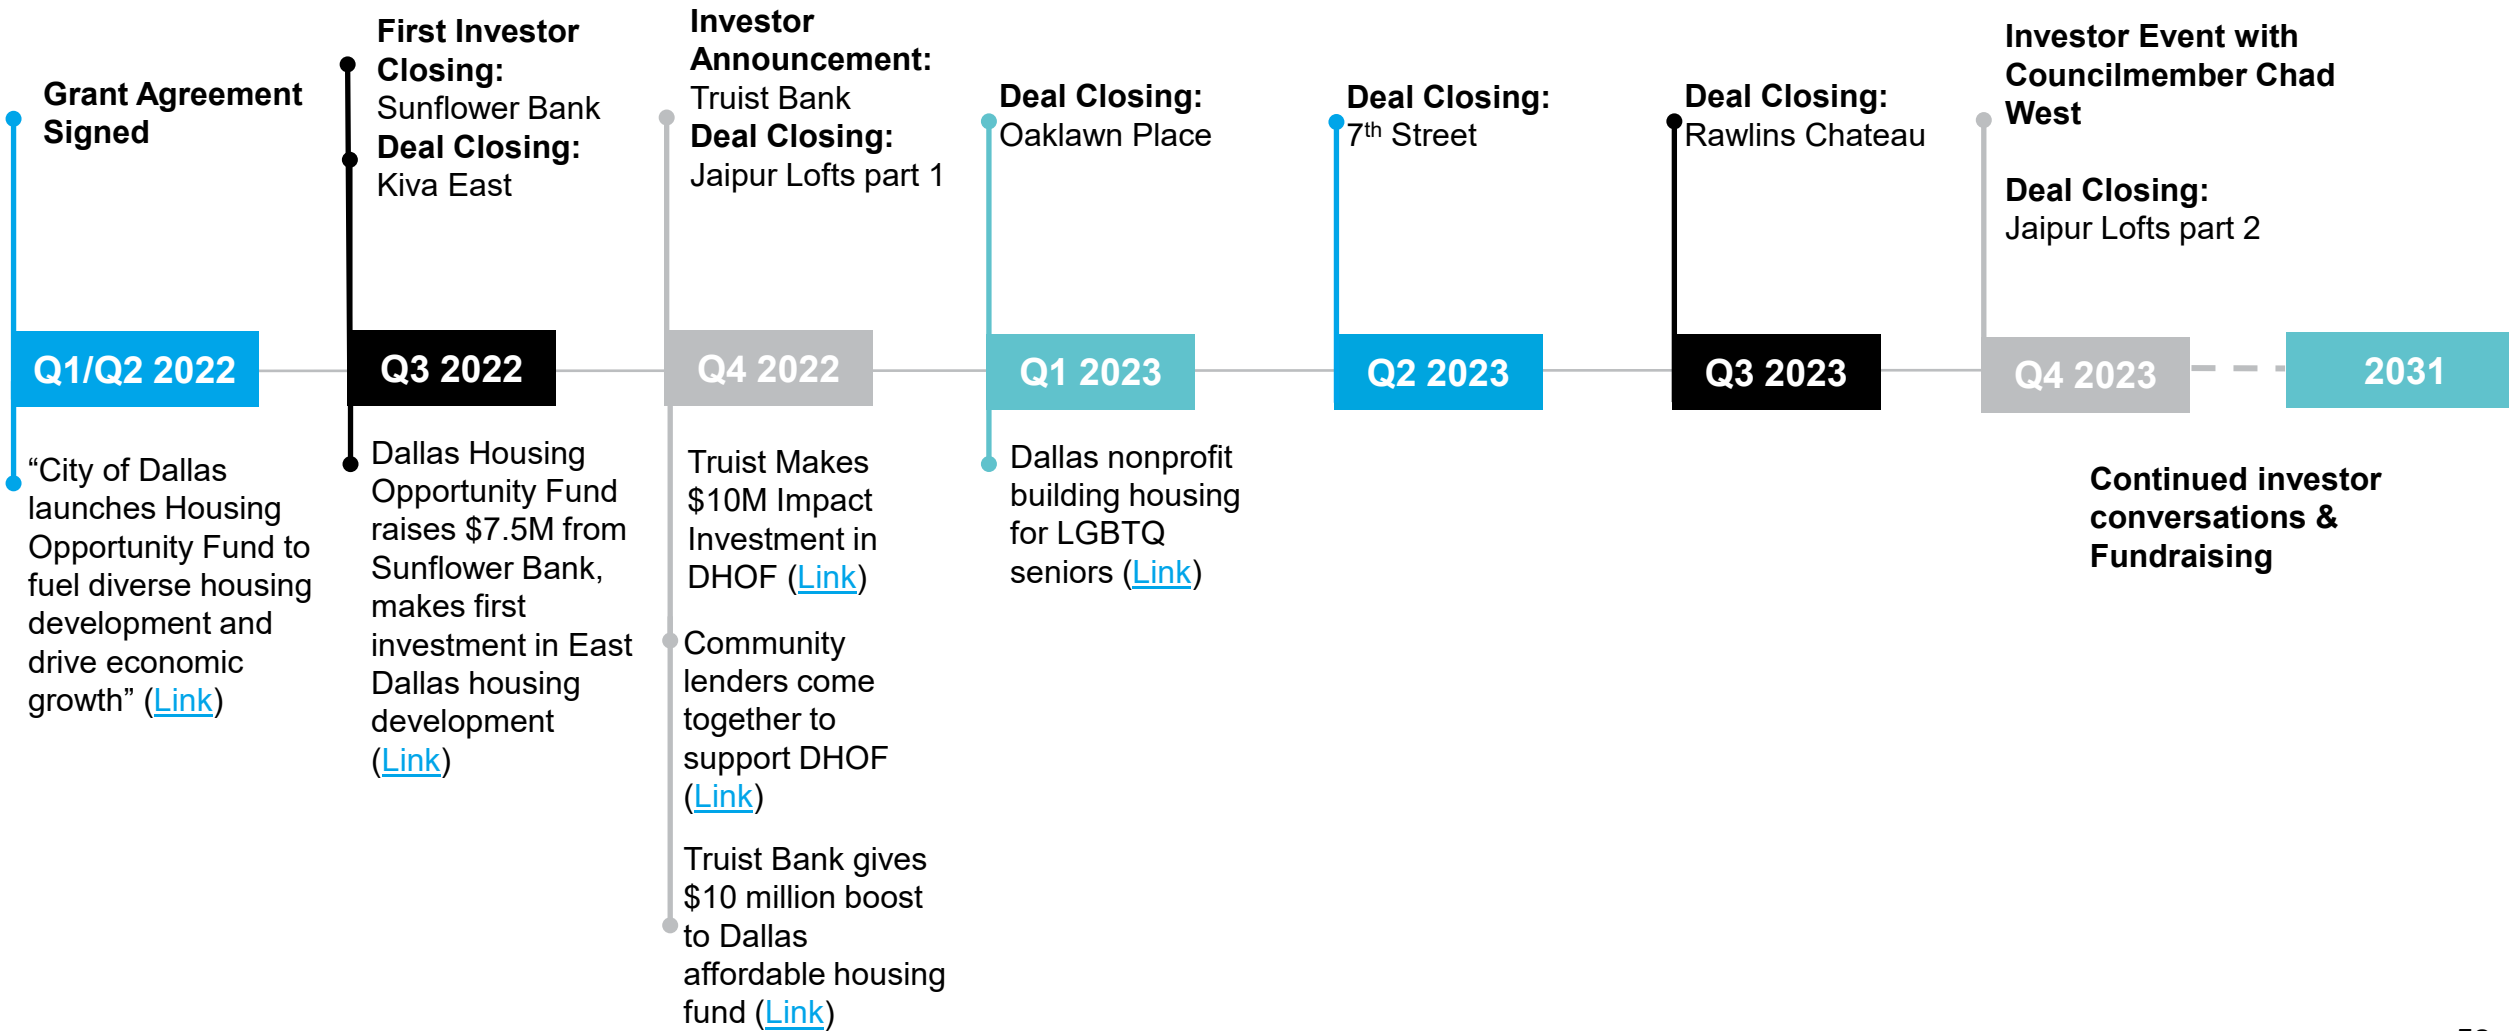 Grant Agreement
Signed
First Investor
Closing:
Sunflower Bank
Deal Closing:
Kiva East
Investor
Announcement:
Truist Bank
Deal Closing:
Jaipur Lofts part 1
Deal Closing:
Oaklawn Place
Deal Closing:
7th Street
Deal Closing:
Rawlins Chateau
Investor Event with
Councilmember Chad
West
Deal Closing:
Jaipur Lofts part 2
Q1/Q2 2022
Q3 2022
Q4 2022
Q1 2023
Q2 2023
Q3 2023
Q4 2023
2031
“City of Dallas
launches Housing
Opportunity Fund to
fuel diverse housing
development and
drive economic
growth” (Link)
Dallas Housing
Opportunity Fund
raises $7.5M from
Sunflower Bank,
makes first
investment in East
Dallas housing
development
(Link)
Truist Makes
$10M Impact
Investment in
DHOF (Link)
Community
lenders come
together to
support DHOF
(Link)
Truist Bank gives
$10 million boost
to Dallas
affordable housing
fund (Link)
Dallas nonprofit
building housing
for LGBTQ
seniors (Link)
Continued investor
conversations &
Fundraising